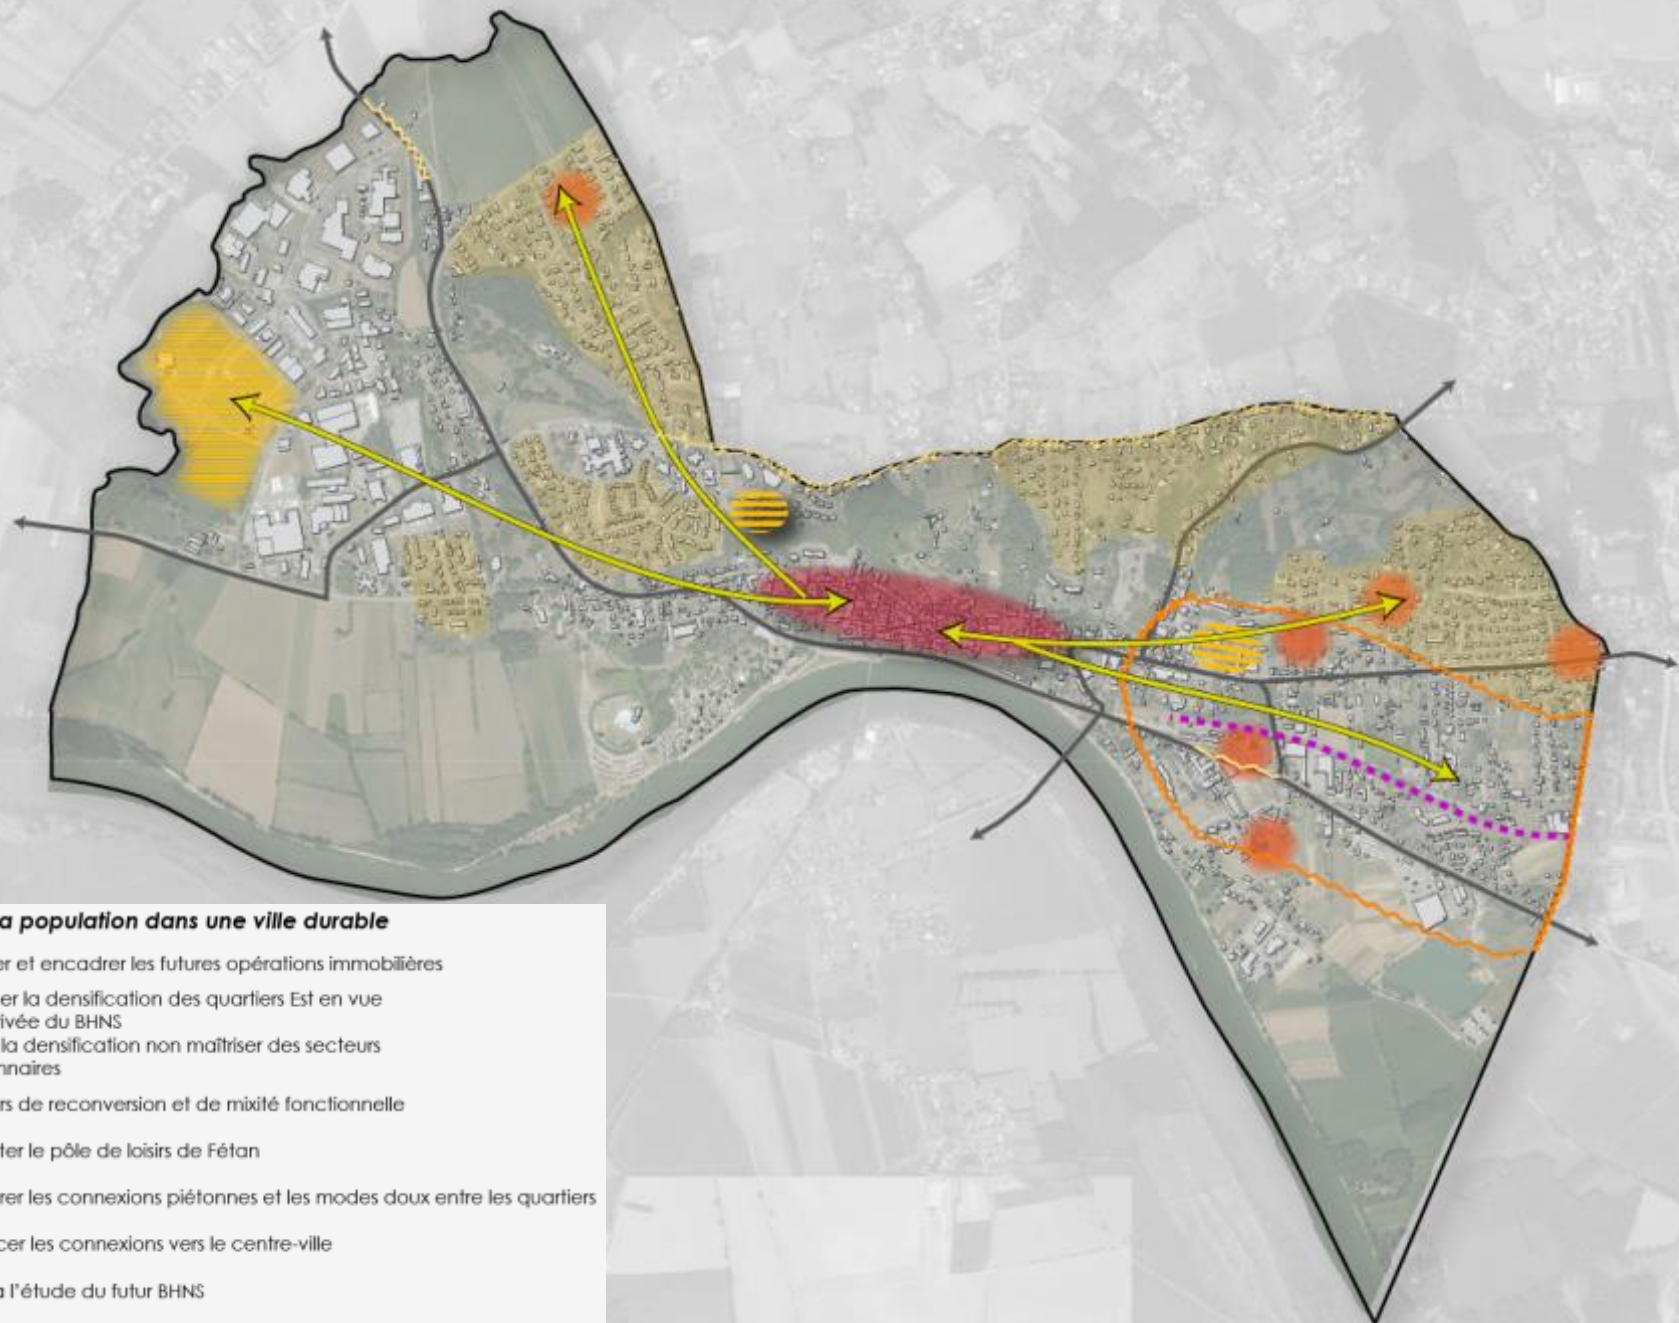 a population dans une ville durable
er et encadrer les futures opérations immobilières
er la densification des quartiers Est en vue
ivée du BHNS
la densification non maîtriser des secteurs
nnaires
rs de reconversion et de mixité fonctionnelle
ter le pôle de loisirs de Fétan
rer les connexions piétonnes et les modes doux entre les quartiers
cer les connexions vers le centre-ville
à l'étude du futur BHNS